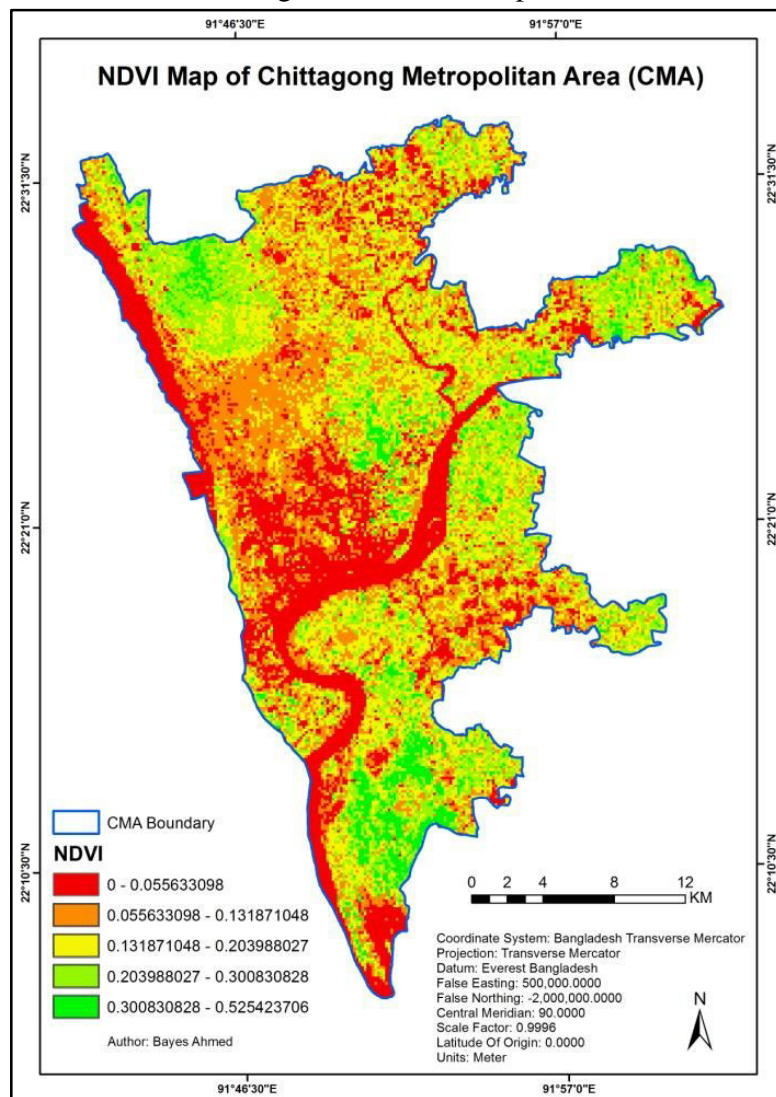 91°46'30"E
91°57'0"E
NDVI Map of Chittagong Metropolitan Area (CMA)
22°31'30"N
22°31'30"N
22°21'0"N
22°21'0"N
22°10'30"N
22°10'30"N
CMA Boundary
NDVI
0 - 0.055633098
0.055633098 - 0.131871048
0.131871048 - 0.203988027
0.203988027 - 0.300830828
0.300830828 - 0.525423706
Author: Bayes Ahmed
0 2 4 8 12
KM
Coordinate System: Bangladesh Transverse Mercator
Projection: Transverse Mercator
Datum: Everest Bangladesh
False Easting: 500,000.0000
False Northing: -2,000,000.0000
Central Meridian: 90.0000
Scale Factor: 0.9996
Latitude Of Origin: 0.0000
Units: Meter
N
91°46'30"E
91°57'0"E